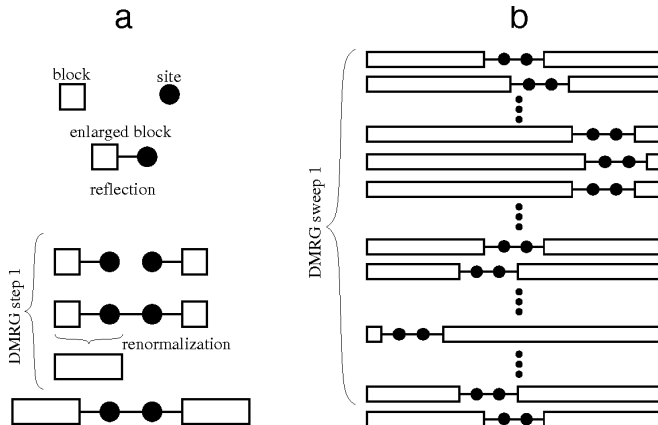 a
b
block
site
enlarged block
reflection
DMRG step 1
renormalization
DMRG sweep 1